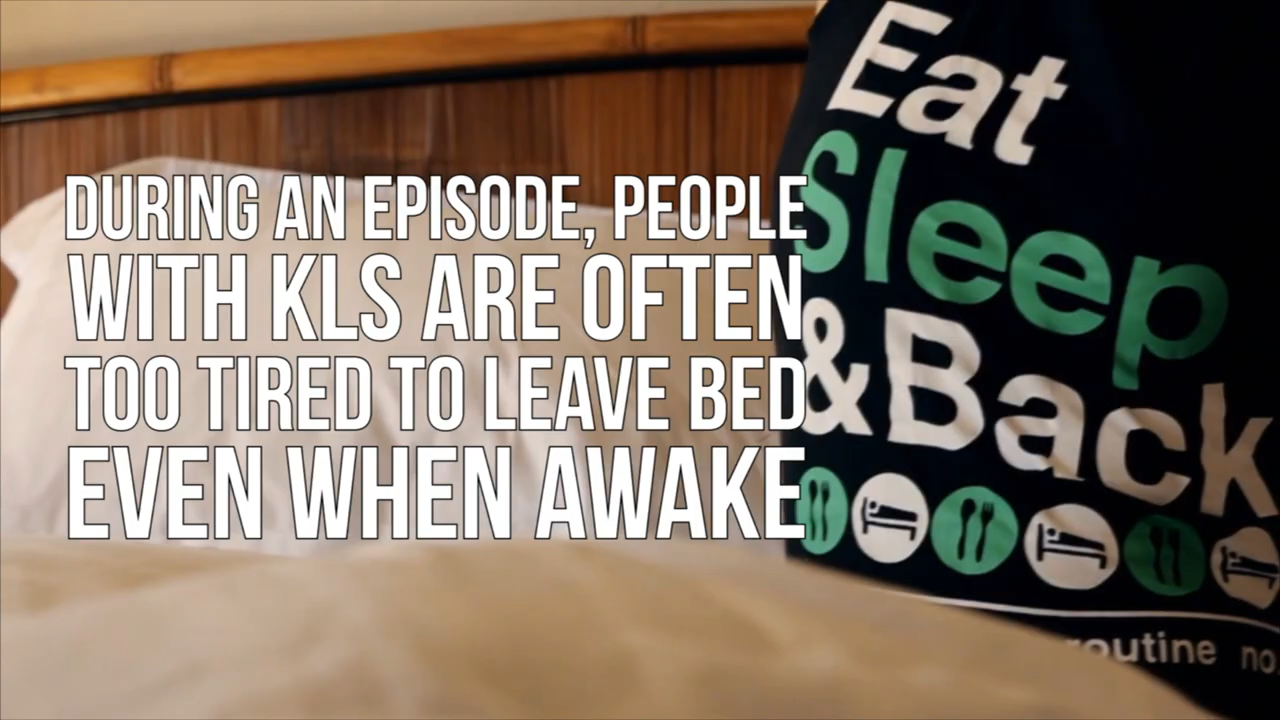 DURING AN EPISODE, PEOPLE
WITH KLS ARE OFTEN
TOO TIRED TO LEAVE BED
EVEN WHEN AWAKE
Eat
Sleep
&Back
routine no.